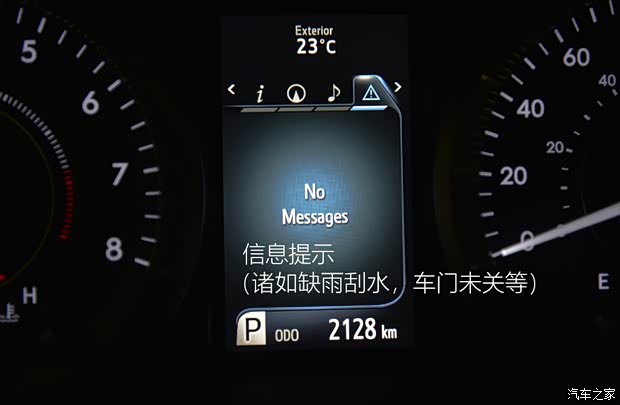 Exterior
23°C
5
6
7
8
H
No
Messages
信息提示
(诸如缺雨刮水，车门未关等)
P ODO 2128 km
60
40
20
0
40
20
E
汽车之家